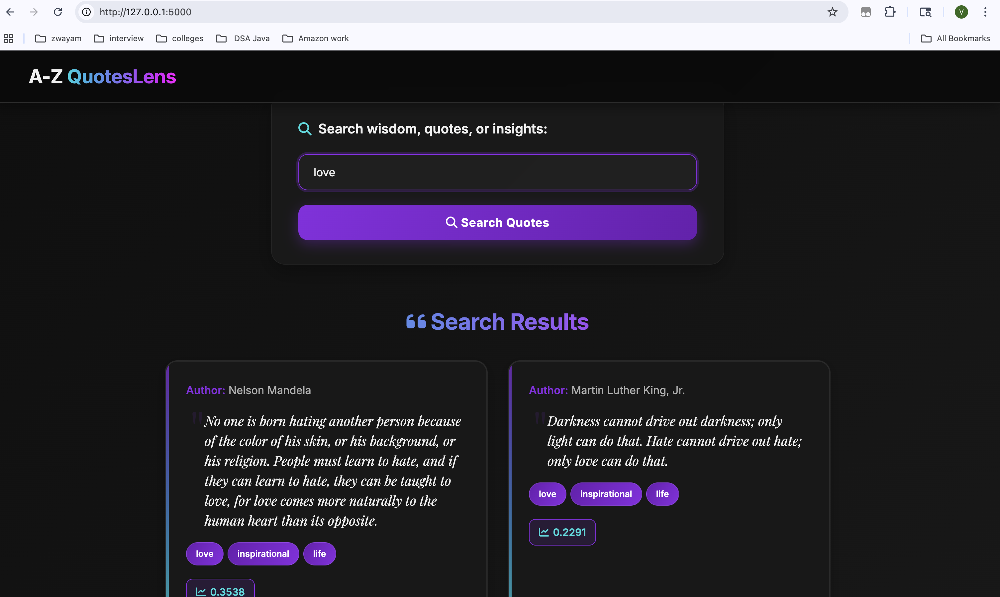 http://127.0.0.1:5000
V
zwayam
interview
colleges
DSA Java
Amazon work
All Bookmarks
A-Z QuotesLens
Search wisdom, quotes, or insights:
love
Search Quotes
Search Results
Author: Nelson Mandela
"No one is born hating another person because
of the color of his skin, or his background, or
his religion. People must learn to hate, and if
they can learn to hate, they can be taught to
love, for love comes more naturally to the
human heart than its opposite.
love
inspirational
life
0.3538
Author: Martin Luther King, Jr.
"Darkness cannot drive out darkness; only
light can do that. Hate cannot drive out hate;
only love can do that.
love
inspirational
life
0.2291